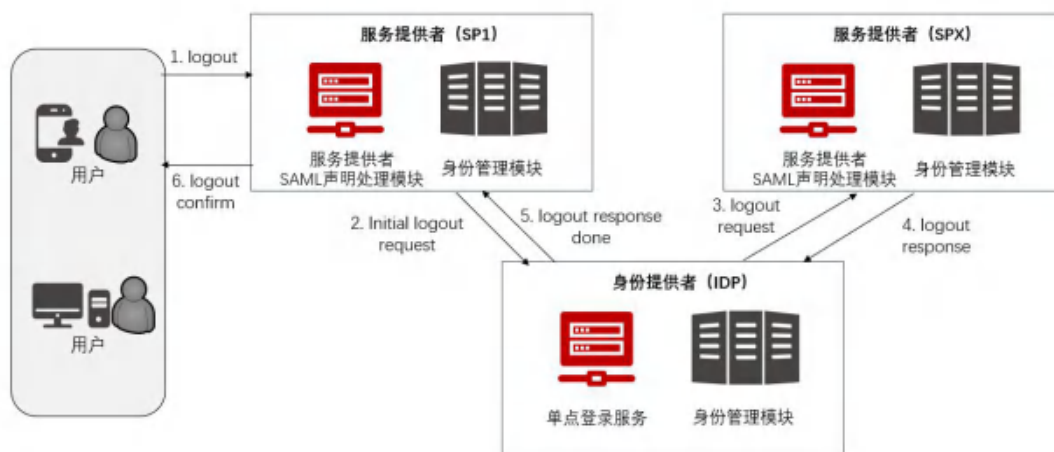 服务提供者（SP1）
服务提供者（SPX）
1. logout
服务提供者
SAML声明处理模块
身份管理模块
服务提供者
SAML声明处理模块
身份管理模块
用户
6. logout
confirm
2. Initial logout
request
5. logout response
done
3. logout
request
4. logout
response
身份提供者（IDP）
用户
单点登录服务
身份管理模块